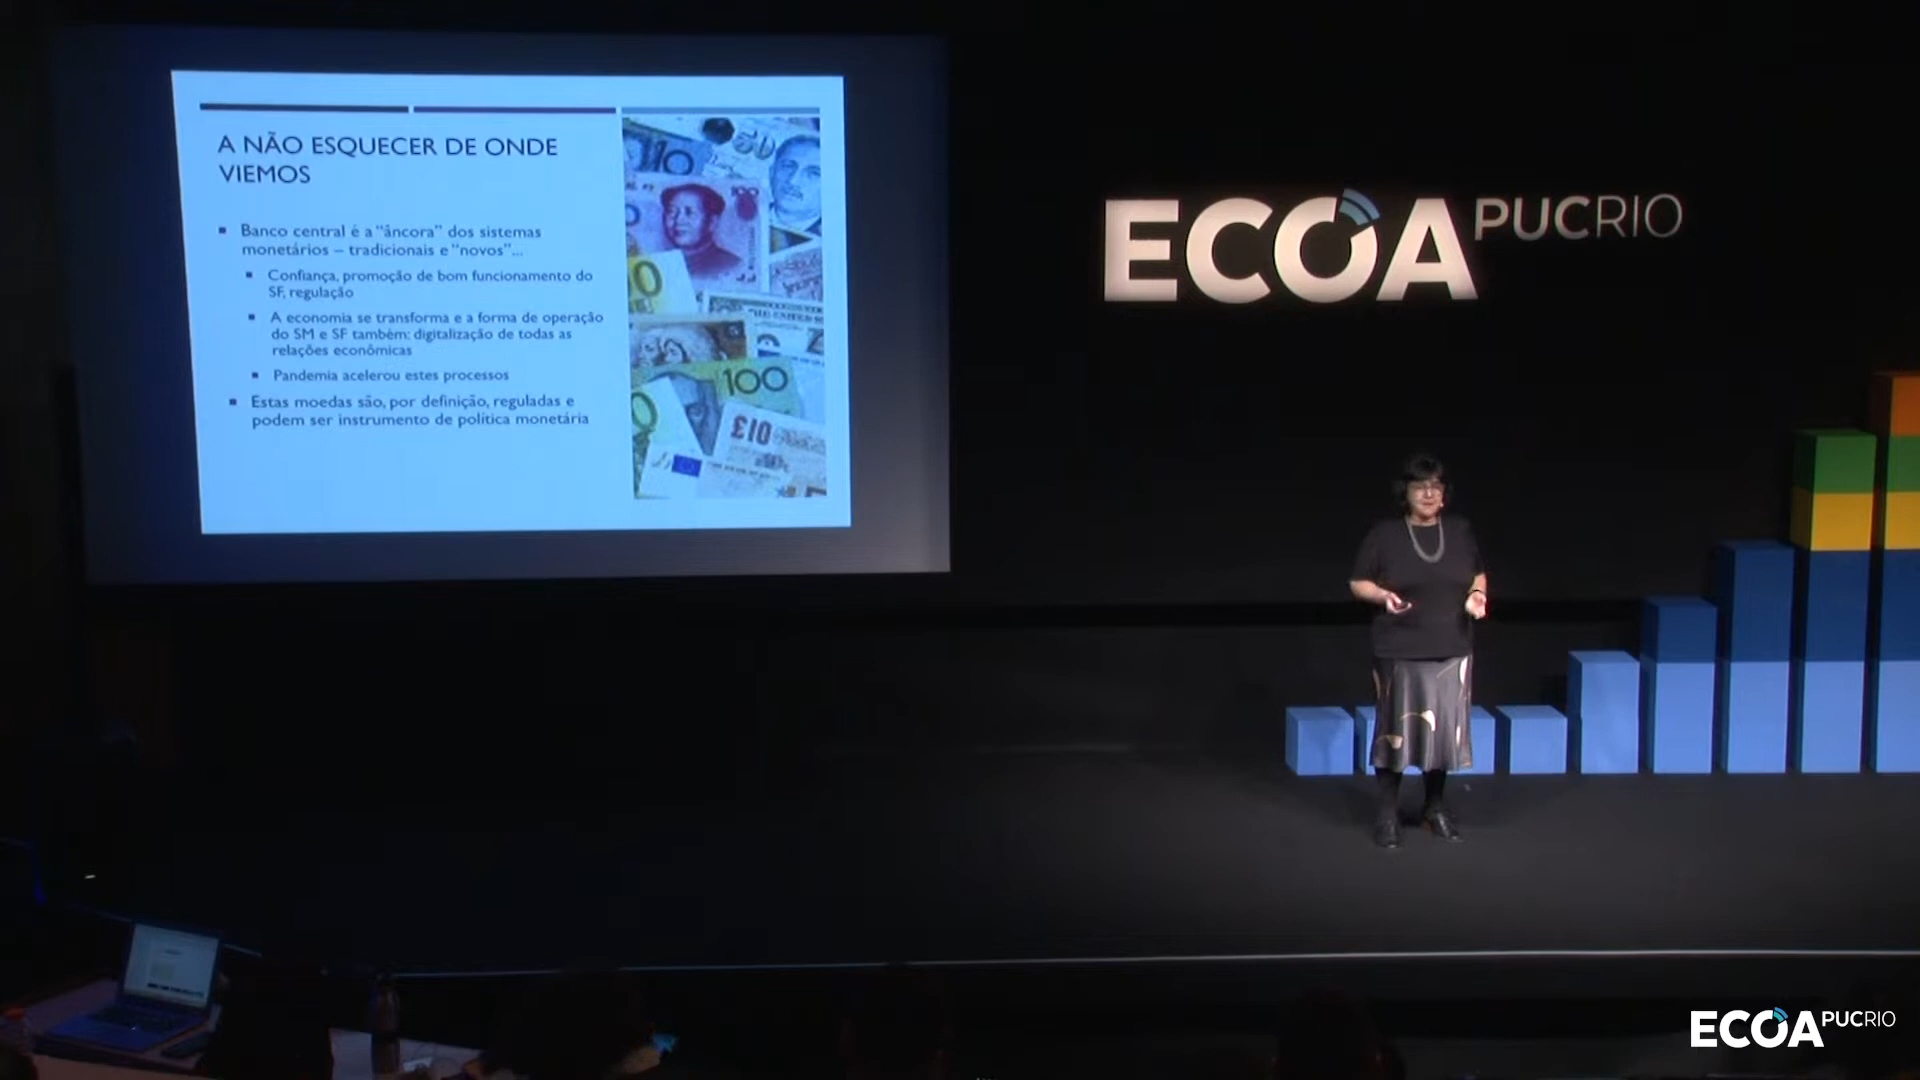 A NÃO ESQUECER DE ONDE
VIEMOS
Banco central é a “âncora” dos sistemas
monetários – tradicionais e “novos”...
Confiança, promoção de bom funcionamento do
SF, regulação
A economia se transforma e a forma de operação
do SM e SF também: digitalização de todas as
relações econômicas
Pandemia acelerou estes processos
Estas moedas são, por definição, reguladas e
podem ser instrumento de política monetária
10
50
100
100
£10
ECOA PUCRIO
ECOA PUCRIO